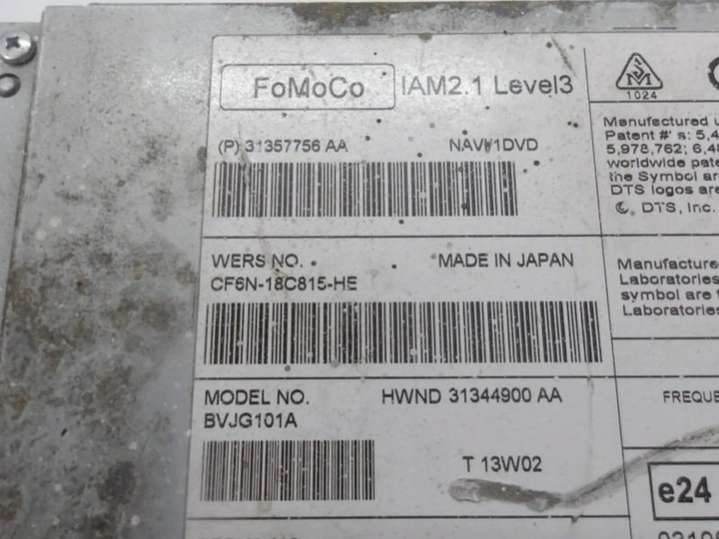 FoMoCo IAM2.1 Level3
(P) 31357756 AA NAVI1DVD
WERS NO. MADE IN JAPAN
CF6N-18C815-HE
MODEL NO. HWND 31344900 AA
BVJG101A
T 13W02
1024
Manufactured u
Patent #' s: 5,4
5,978,762; 6,4
worldwide pate
the Symbol ar
DTS logos are
DTS, Inc.
Manufacture
Laboratories
symbol are
Laboratories
FREQUE
e24